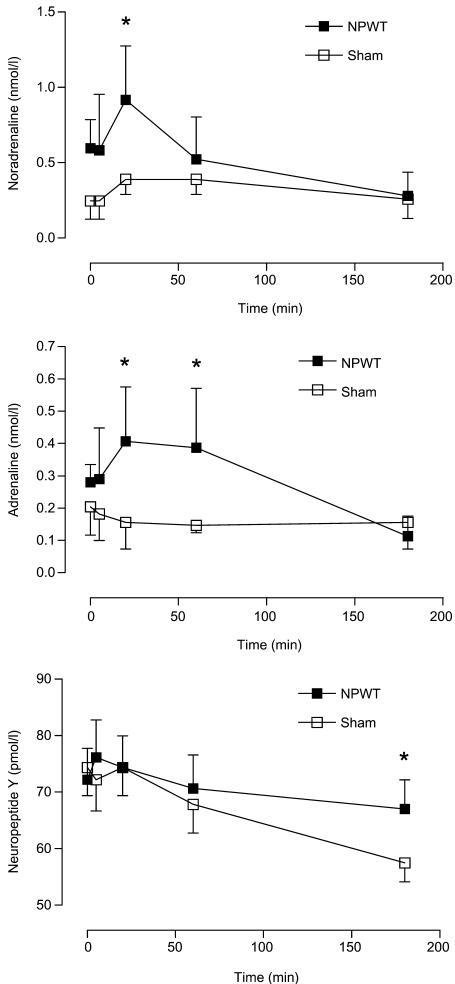 1.5
*
NPWT
Sham
1.0
Noradrenaline (nmol/l)
0.5
0.0
0 50 100 150 200
Time (min)
0.7
* *
NPWT
0.6
Sham
0.5
Adrenaline (nmol/l)
0.4
0.3
0.2
0.1
0.0
0 50 100 150 200
Time (min)
90
NPWT
Sham
80
*
Neuropeptide Y (pmol/l)
70
60
50
0 50 100 150 200
Time (min)